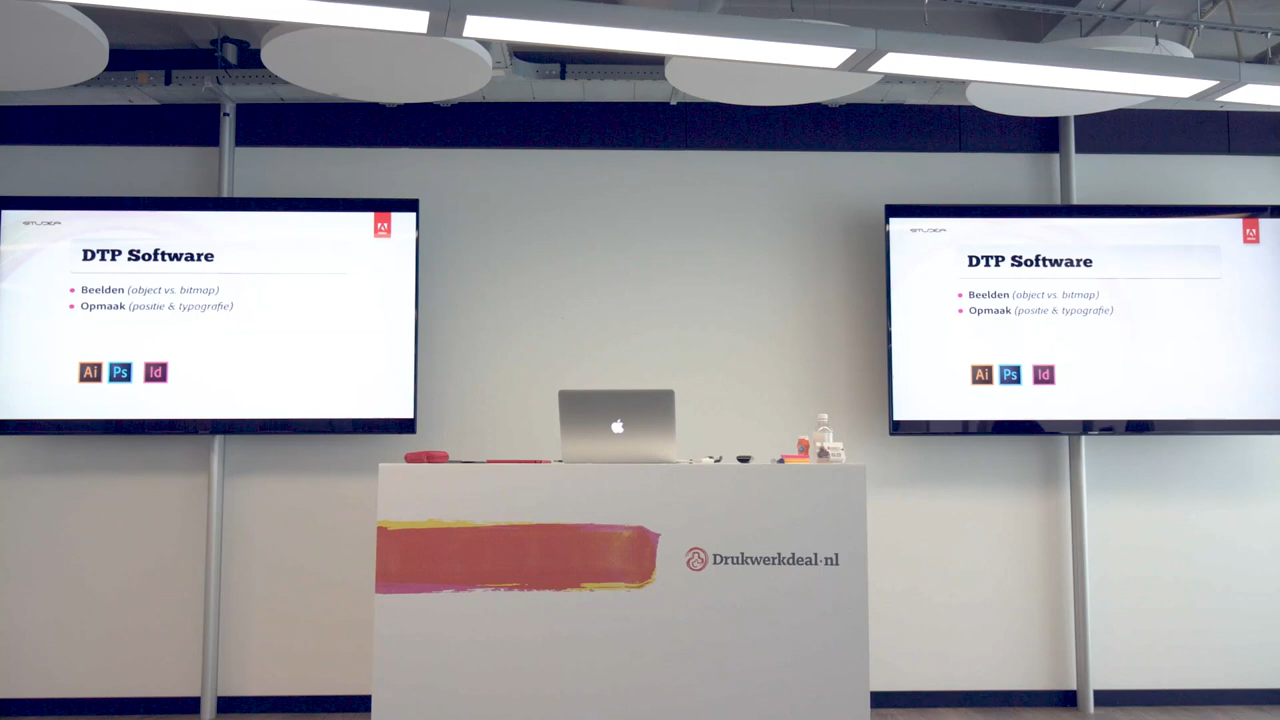 STUDER
DTP Software
Beelden (object vs. bitmap)
Opmaak (positie & typografie)
Ai Ps Id
DTP Software
Beelden (object vs. bitmap)
Opmaak (positie & typografie)
Ai Ps Id
Drukwerkdeal.nl